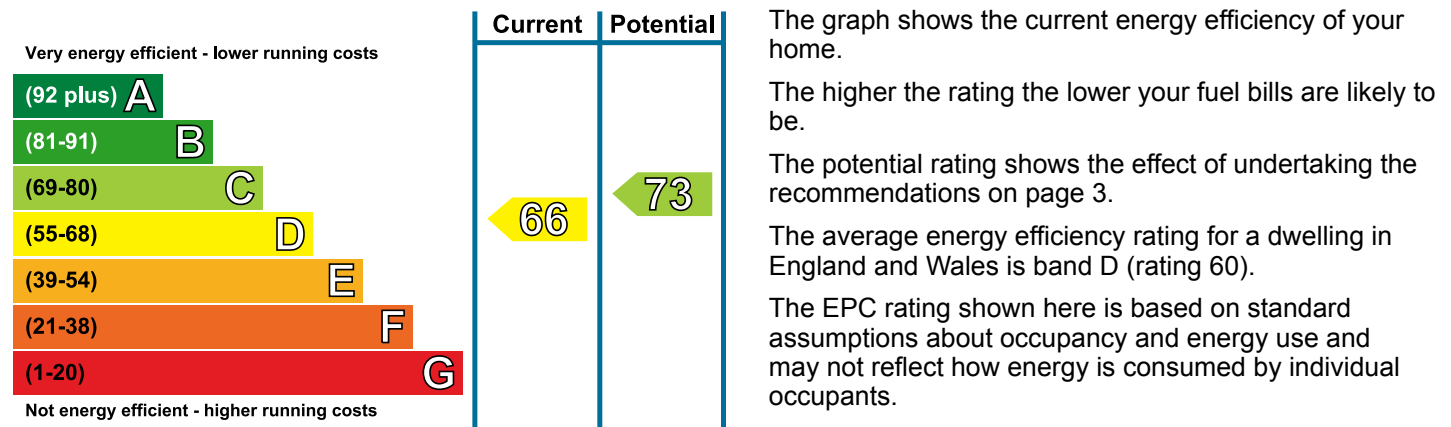 Current Potential
Very energy efficient - lower running costs
(92 plus) A
(81-91) B
(69-80) C
(55-68) D
(39-54) E
(21-38) F
(1-20) G
Not energy efficient - higher running costs
66
73
The graph shows the current energy efficiency of your
home.
The higher the rating the lower your fuel bills are likely to
be.
The potential rating shows the effect of undertaking the
recommendations on page 3.
The average energy efficiency rating for a dwelling in
England and Wales is band D (rating 60).
The EPC rating shown here is based on standard
assumptions about occupancy and energy use and
may not reflect how energy is consumed by individual
occupants.